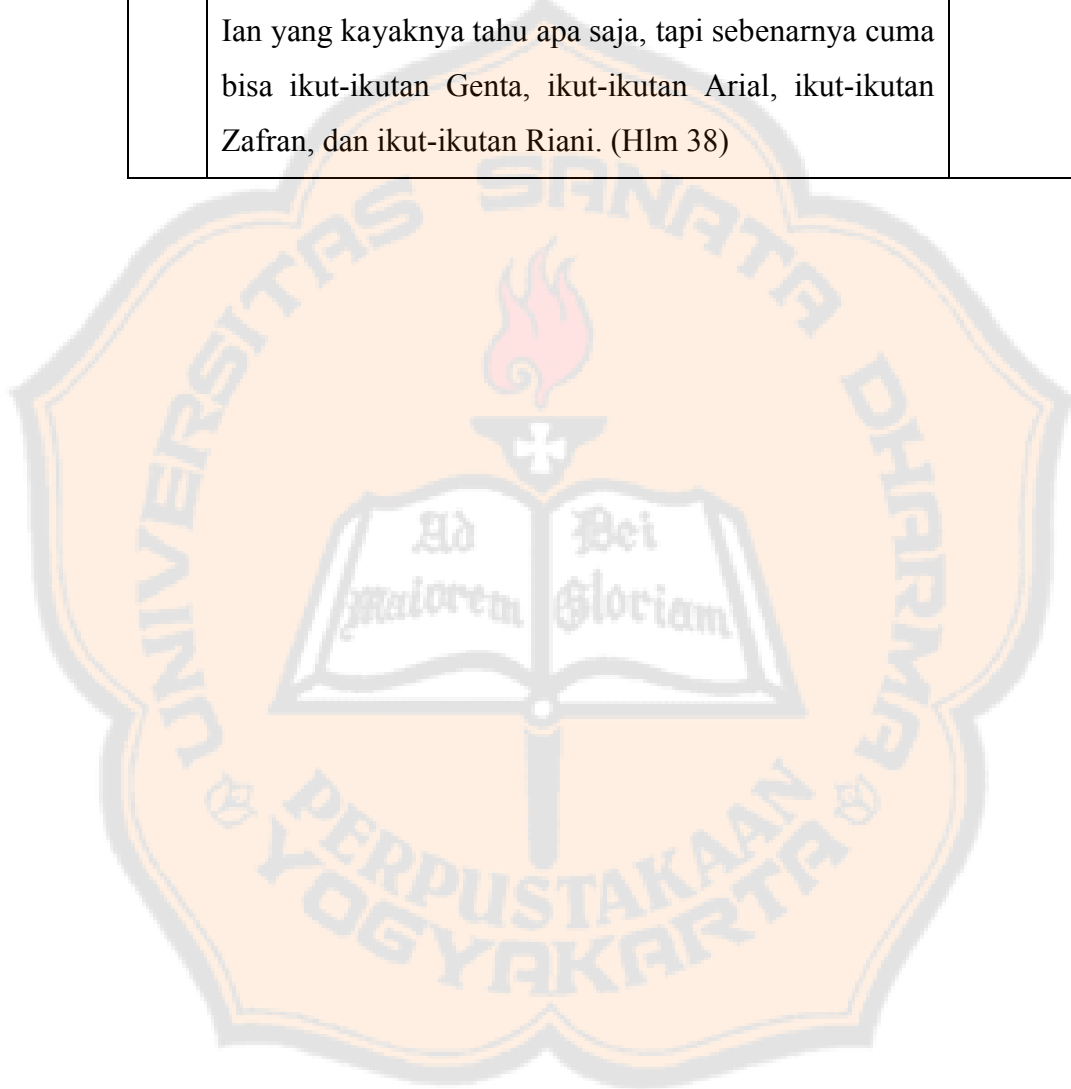 Ian yang kayaknya tahu apa saja, tapi sebenarnya cuma
bisa ikut-ikutan Genta, ikut-ikutan Arial, ikut-ikutan
Zafran, dan ikut-ikutan Riani. (Hlm 38)
UNIVERSITAS SANATA DHARMA
Ad Dei
Maiorem Gloriam
PERPUSTAKAAN
YOGYAKARTA